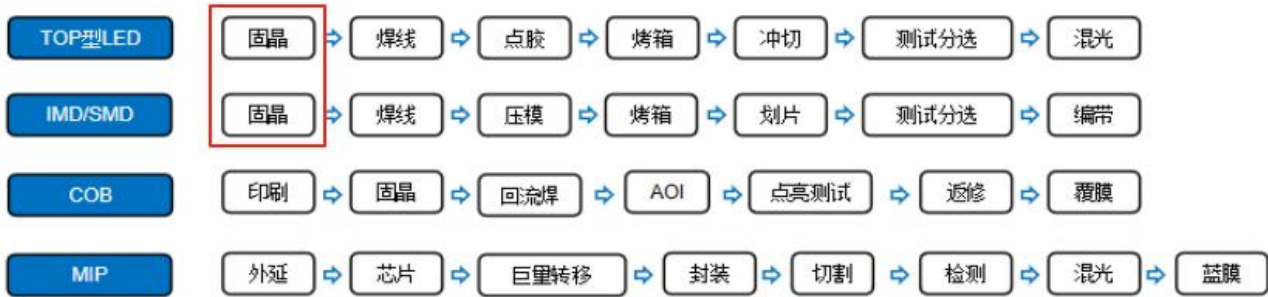 TOP型LED 固晶 焊线 点胶 烤箱 冲切 测试分选 混光
IMD/SMD 固晶 焊线 压模 烤箱 划片 测试分选 编带
COB 印刷 固晶 回流焊 AOI 点亮测试 返修 覆膜
MIP 外延 芯片 巨量转移 封装 切割 检测 混光 蓝膜